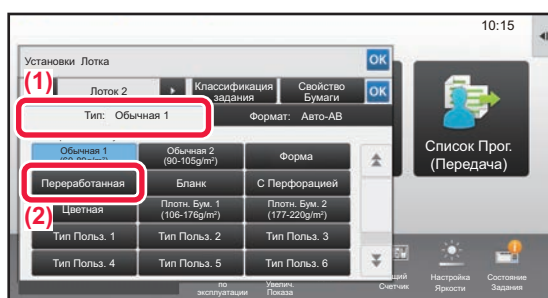 10:15
Установки Лотка
OK
(1)
Лоток 2
Классифи-
кация
задания
Свойство
Бумаги
OK
Тип: Обычная 1
Формат: Авто-AB
Обычная 1
Обычная 2
(90-105g/m²)
Форма
Переработанная
Бланк
С Перфорацией
(2)
Цветная
Плотн. Бум. 1
(106-176g/m²)
Плотн. Бум. 2
(177-220g/m²)
Тип Польз. 1
Тип Польз. 2
Тип Польз. 3
Тип Польз. 4
Тип Польз. 5
Тип Польз. 6
Список Прог.
(Передача)
по
эксплуатации
Увелич.
Показа
Счетчик
Настройка
Яркости
Состояние
Задания